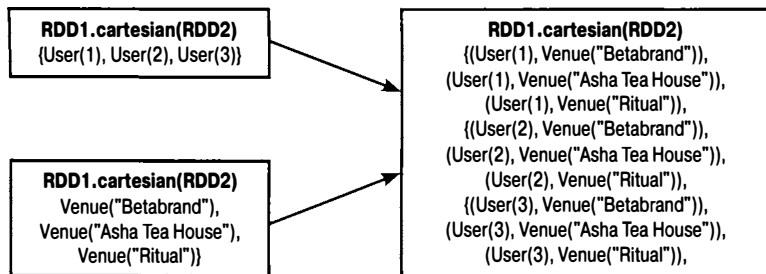 RDD1.cartesian(RDD2)
{User(1), User(2), User(3)}
RDD1.cartesian(RDD2)
Venue("Betabrand"),
Venue("Asha Tea House"),
Venue("Ritual")}
RDD1.cartesian(RDD2)
{(User(1), Venue("Betabrand")),
(User(1), Venue("Asha Tea House")),
(User(1), Venue("Ritual")),
{(User(2), Venue("Betabrand")),
(User(2), Venue("Asha Tea House")),
(User(2), Venue("Ritual")),
{(User(3), Venue("Betabrand")),
(User(3), Venue("Asha Tea House")),
(User(3), Venue("Ritual")),